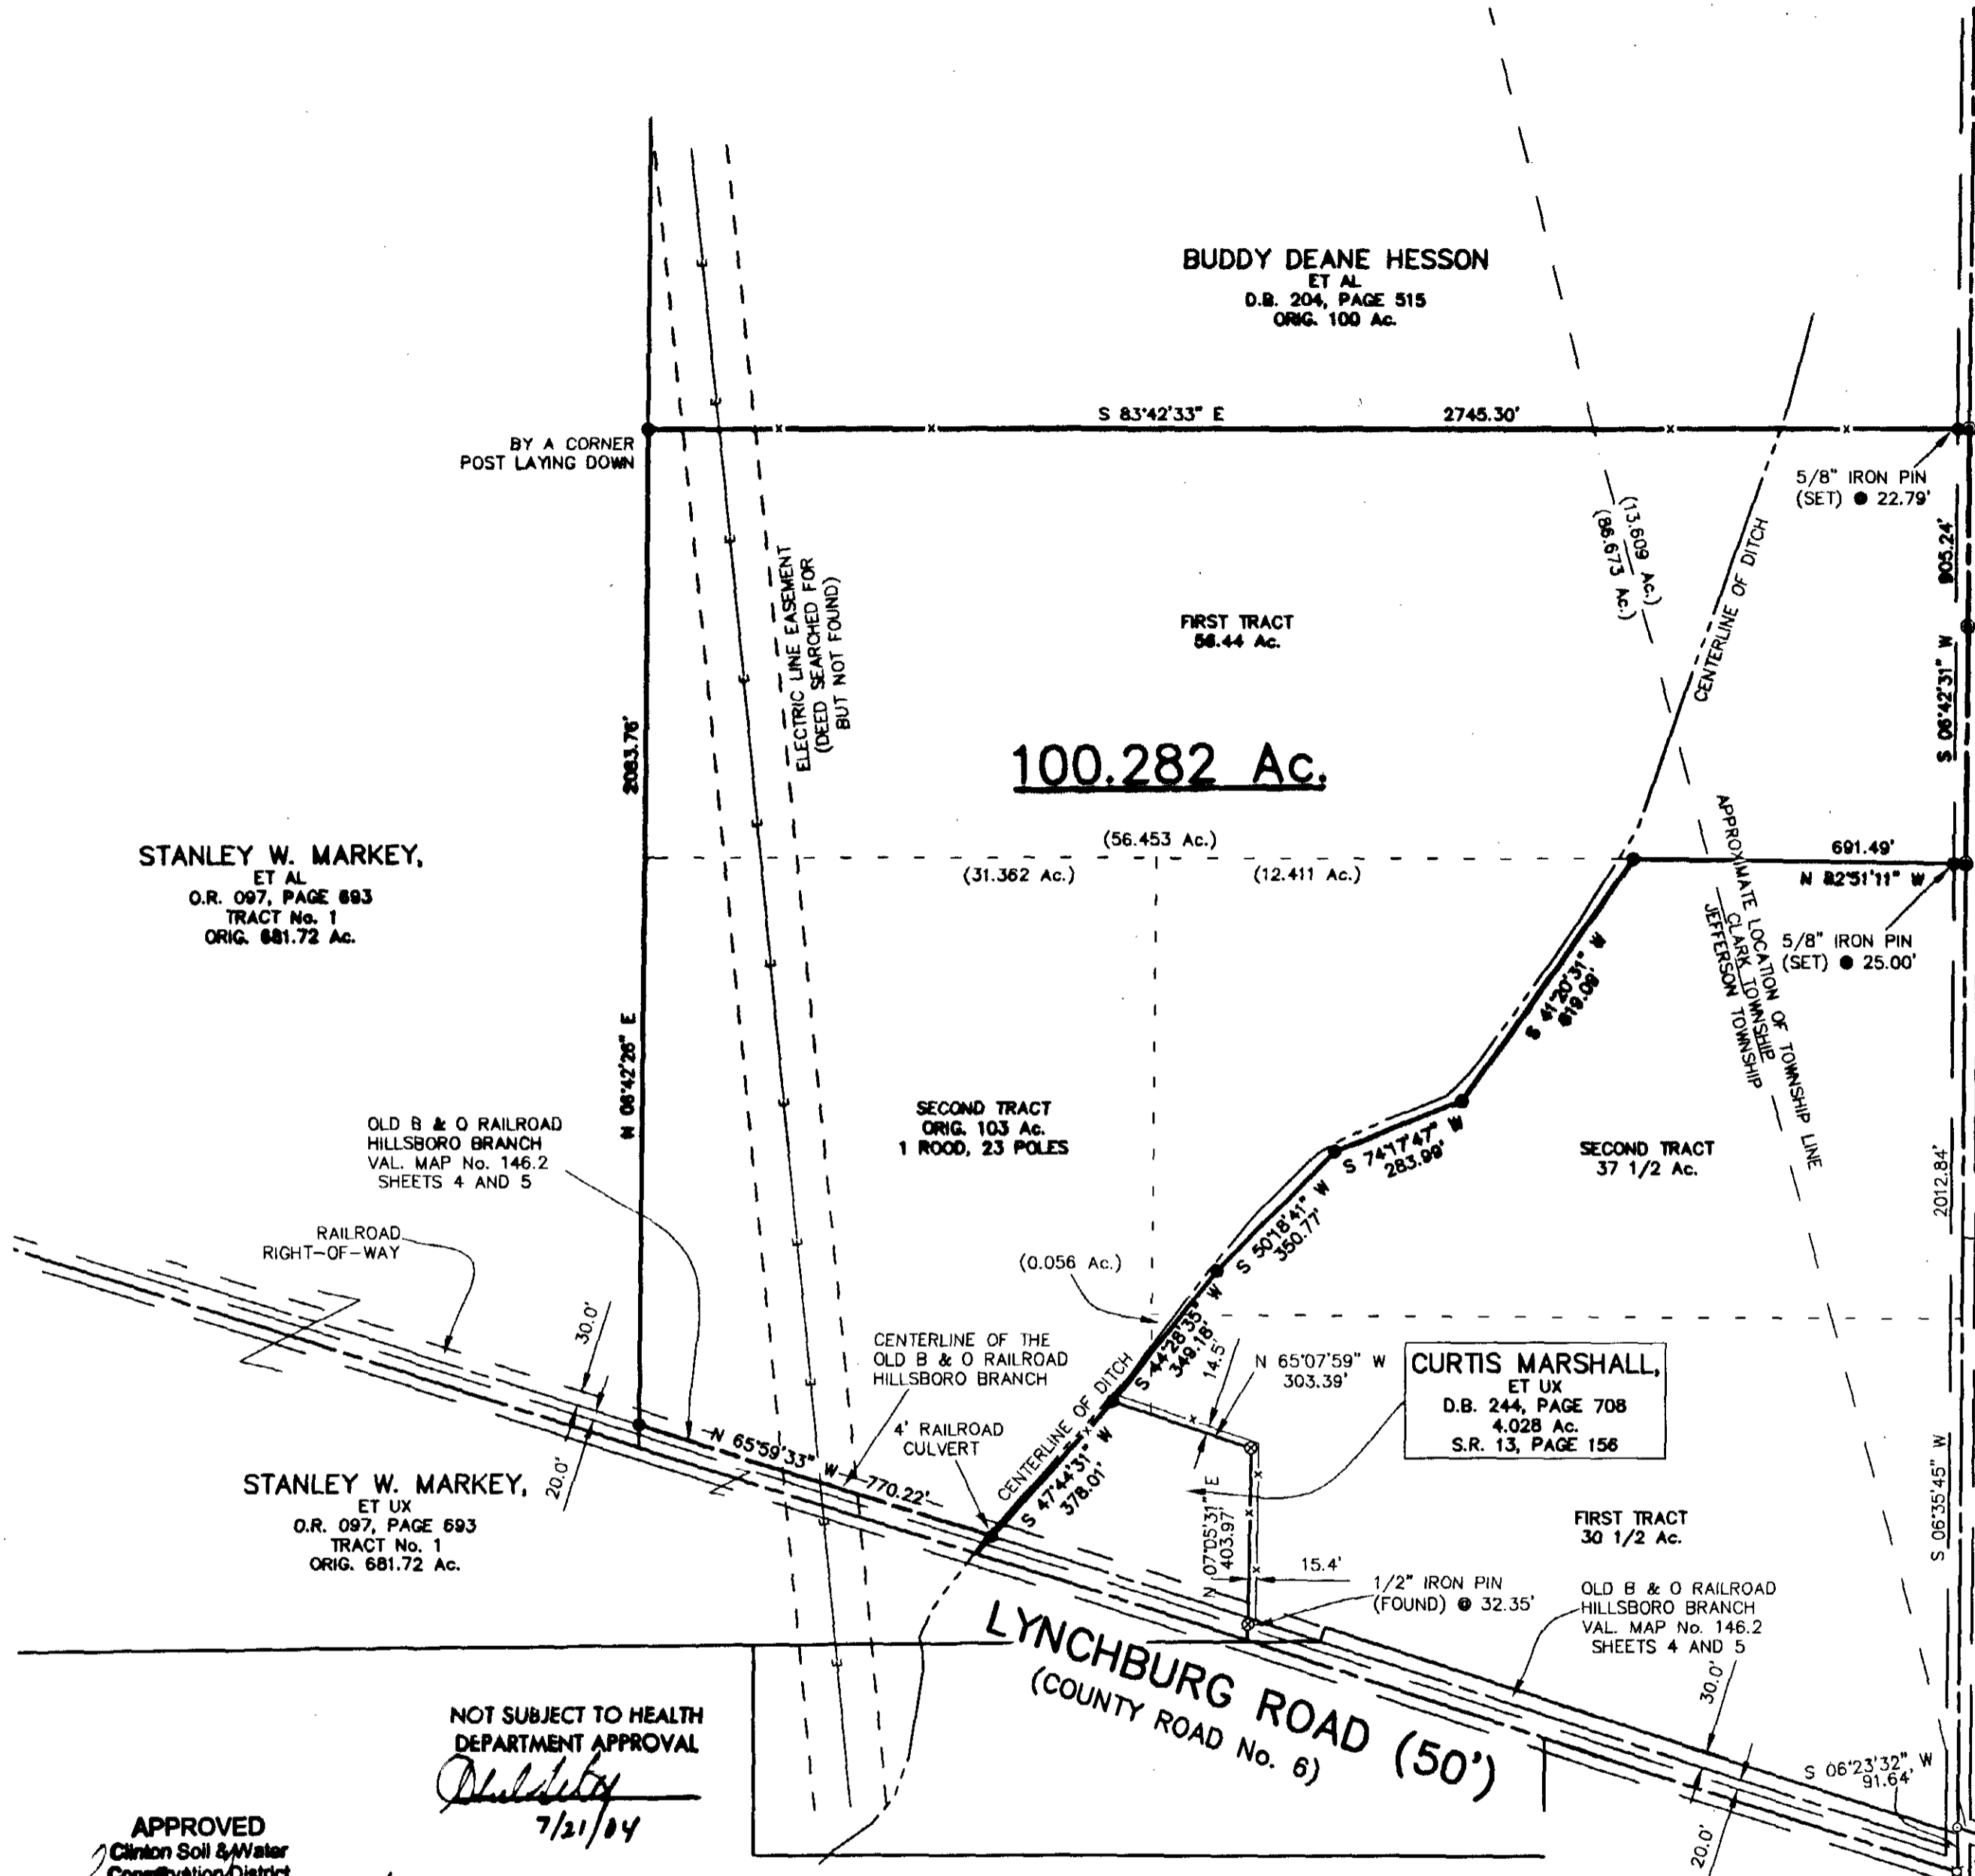 BUDDY DEANE HESSON
ET AL
D.B. 204, PAGE 515
ORIG. 100 Ac.
S 83°42'33" E 2745.30'
BY A CORNER
POST LAYING DOWN
5/8" IRON PIN
(SET) ● 22.79'
(13.609 Ac.)
(86.673 Ac.)
CENTERLINE OF DITCH
S 06°42'31" W 905.24'
ELECTRIC LINE EASEMENT
(DEED SEARCHED FOR
BUT NOT FOUND)
FIRST TRACT
56.44 Ac.
100.282 Ac.
N 06°42'26" E 2083.76'
STANLEY W. MARKEY,
ET AL
O.R. 097, PAGE 693
TRACT No. 1
ORIG. 681.72 Ac.
(56.453 Ac.)
(31.362 Ac.)
(12.411 Ac.)
691.49'
N 82°51'11" W
5/8" IRON PIN
(SET) ● 25.00'
APPROXIMATE LOCATION OF TOWNSHIP LINE
CLARK TOWNSHIP
JEFFERSON TOWNSHIP
S 41°20'31" W
619.09'
S 74°17'47" W
283.99'
S 50°18'41" W
350.77'
SECOND TRACT
ORIG. 103 Ac.
1 ROOD, 23 POLES
SECOND TRACT
37 1/2 Ac.
OLD B & O RAILROAD
HILLSBORO BRANCH
VAL. MAP No. 146.2
SHEETS 4 AND 5
RAILROAD
RIGHT-OF-WAY
(0.056 Ac.)
S 44°28'35" W
349.18'
14.5'
2012.84'
S 06°35'45" W
30.0'
20.0'
CENTERLINE OF THE
OLD B & O RAILROAD
HILLSBORO BRANCH
4' RAILROAD
CULVERT
CENTERLINE OF DITCH
S 47°44'31" W
378.01'
N 65°59'33" W 770.22'
N 65°07'59" W
303.39'
CURTIS MARSHALL,
ET UX
D.B. 244, PAGE 708
4.028 Ac.
S.R. 13, PAGE 156
N 07°05'31" E
403.97'
15.4'
1/2" IRON PIN
(FOUND) @ 32.35'
FIRST TRACT
30 1/2 Ac.
OLD B & O RAILROAD
HILLSBORO BRANCH
VAL. MAP No. 146.2
SHEETS 4 AND 5
STANLEY W. MARKEY,
ET UX
O.R. 097, PAGE 693
TRACT No. 1
ORIG. 681.72 Ac.
LYNCHBURG ROAD (50')
(COUNTY ROAD No. 6)
30.0'
20.0'
S 06°23'32" W
91.64'
NOT SUBJECT TO HEALTH
DEPARTMENT APPROVAL
7/21/04
APPROVED
Clinton Soil & Water
Conservation District